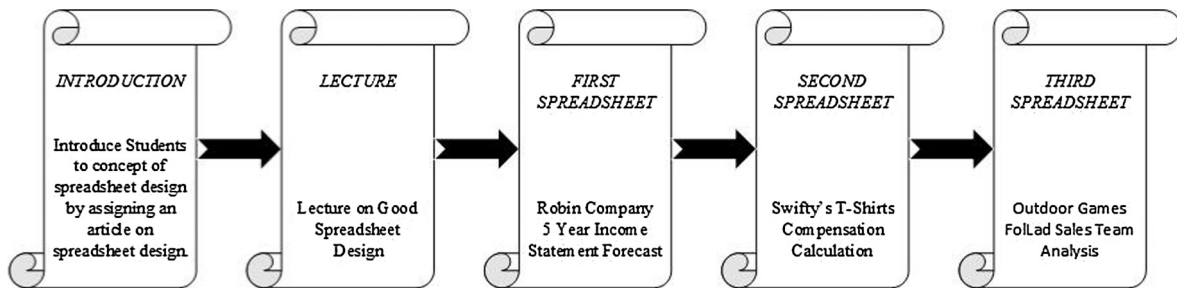 INTRODUCTION
Introduce Students
to concept of
spreadsheet design
by assigning an
article on
spreadsheet design.
LECTURE
Lecture on Good
Spreadsheet
Design
FIRST
SPREADSHEET
Robin Company
5 Year Income
Statement Forecast
SECOND
SPREADSHEET
Swifty's T-Shirts
Compensation
Calculation
THIRD
SPREADSHEET
Outdoor Games
FolLad Sales Team
Analysis